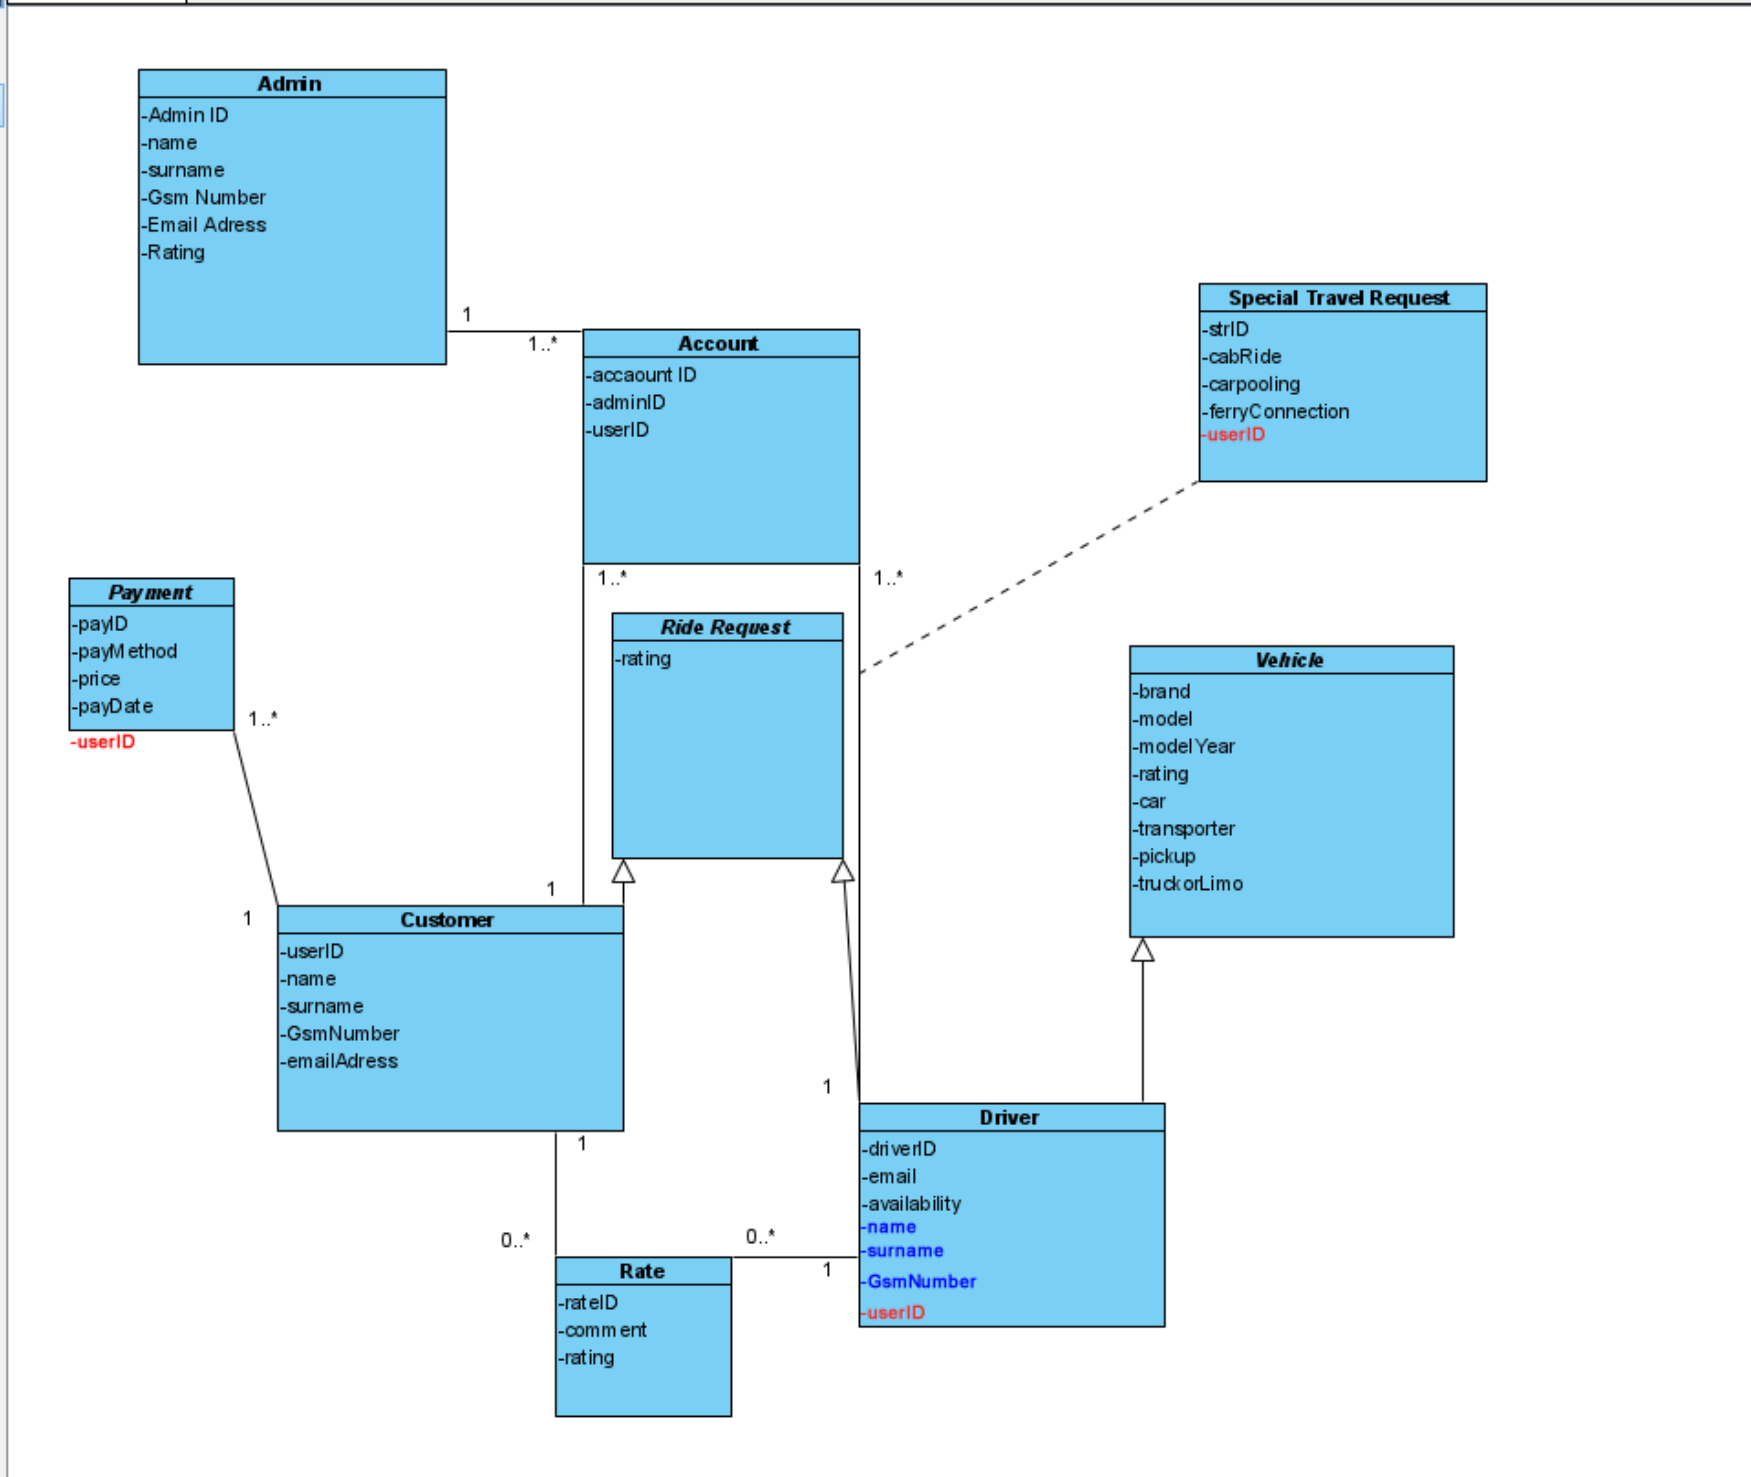 Admin
-Admin ID
-name
-surname
-Gsm Number
-Email Adress
-Rating
1
1..*
Account
-accaount ID
-adminID
-userID
1..*
1..*
Special Travel Request
-strID
-cabRide
-carpooling
-ferryConnection
-userID
Payment
-payID
-payMethod
-price
-payDate
-userID
1..*
1
Ride Request
-rating
Vehicle
-brand
-model
-modelYear
-rating
-car
-transporter
-pickup
-truckorLimo
1
Customer
-userID
-name
-surname
-GsmNumber
-emailAdress
1
1
Driver
-driverID
-email
-availability
-name
-surname
-GsmNumber
-userID
0..*
0..*
1
Rate
-rateID
-comment
-rating